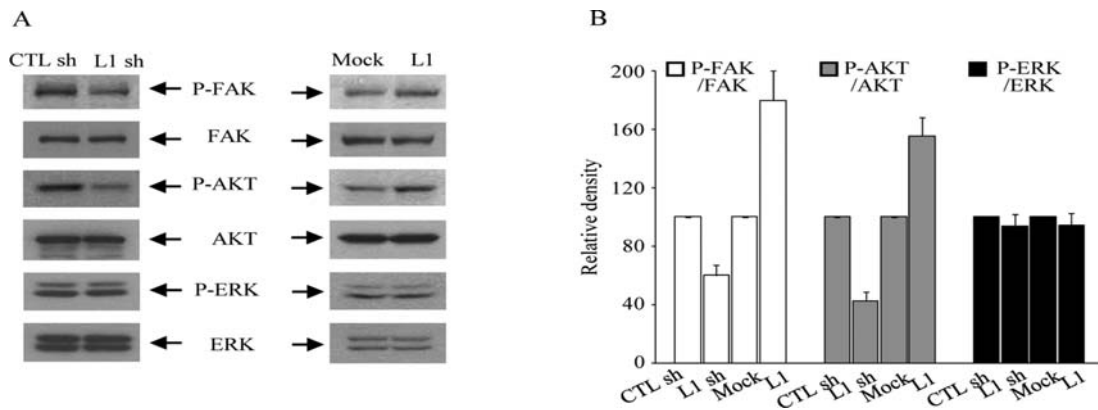 A
CTL sh L1 sh
Mock L1
P-FAK
FAK
P-AKT
AKT
P-ERK
ERK
B
P-FAK
/FAK
P-AKT
/AKT
P-ERK
/ERK
Relative density
200
160
120
80
40
0
CTL sh
L1 sh
Mock
L1
CTL sh
L1 sh
Mock
L1
CTL sh
L1 sh
Mock
L1